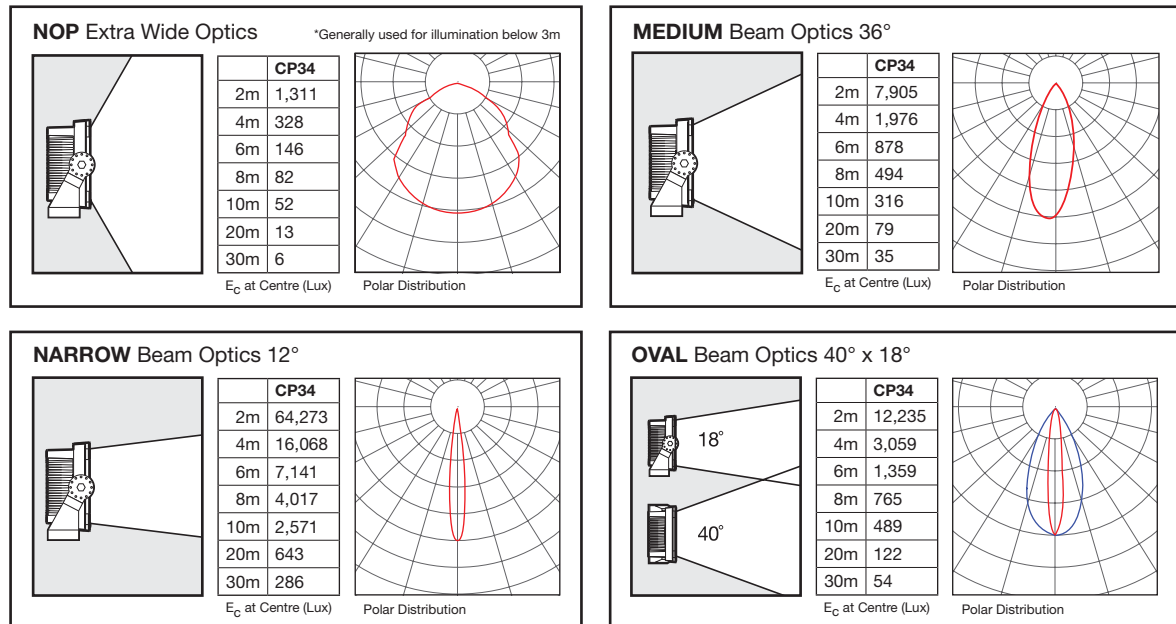 NOP Extra Wide Optics
*Generally used for illumination below 3m
CP34
2m 1,311
4m 328
6m 146
8m 82
10m 52
20m 13
30m 6
EC at Centre (Lux)
Polar Distribution
MEDIUM Beam Optics 36°
CP34
2m 7,905
4m 1,976
6m 878
8m 494
10m 316
20m 79
30m 35
EC at Centre (Lux)
Polar Distribution
NARROW Beam Optics 12°
CP34
2m 64,273
4m 16,068
6m 7,141
8m 4,017
10m 2,571
20m 643
30m 286
EC at Centre (Lux)
Polar Distribution
OVAL Beam Optics 40° x 18°
18°
40°
CP34
2m 12,235
4m 3,059
6m 1,359
8m 765
10m 489
20m 122
30m 54
EC at Centre (Lux)
Polar Distribution